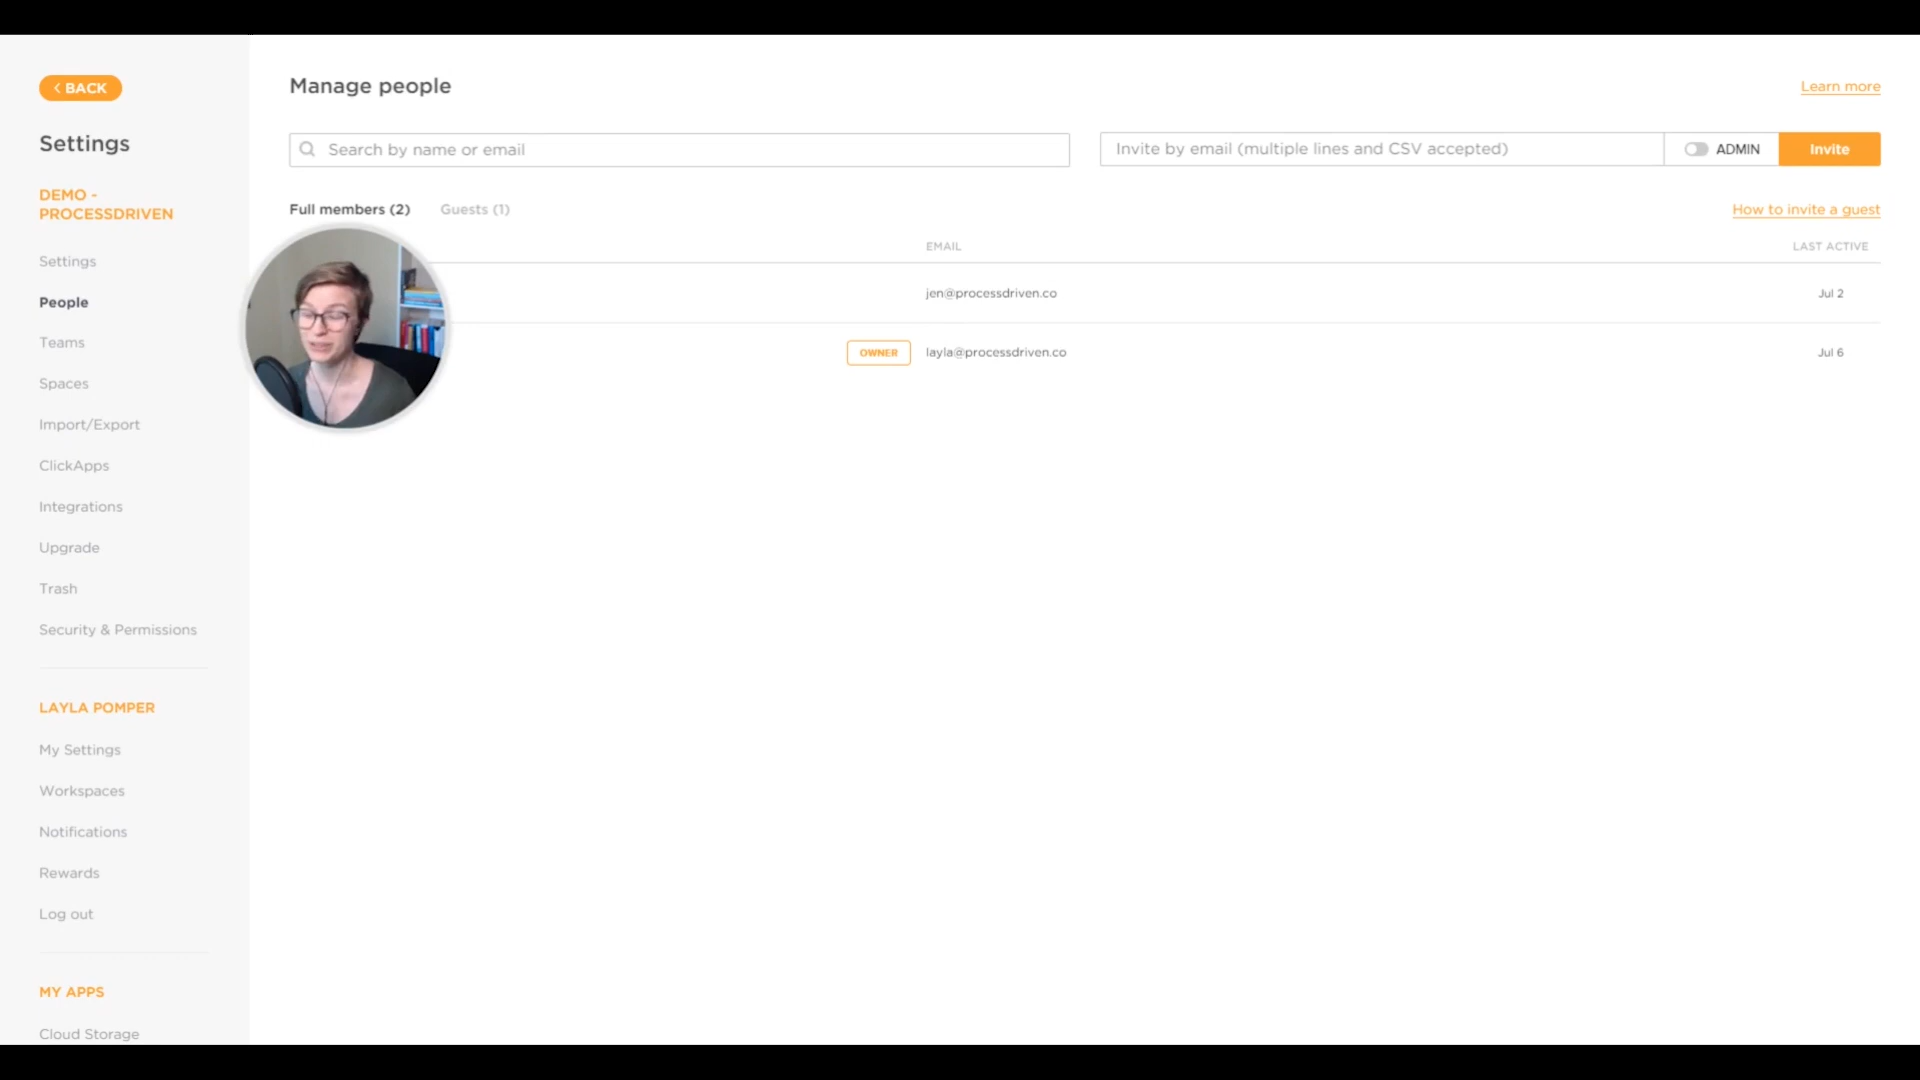 BACK
Settings
DEMO -
PROCESSDRIVEN
Settings
People
Teams
Spaces
Import/Export
ClickApps
Integrations
Upgrade
Trash
Security & Permissions
LAYLA POMPER
My Settings
Workspaces
Notifications
Rewards
Log out
MY APPS
Cloud Storage
Manage people
Learn more
Search by name or email
Invite by email (multiple lines and CSV accepted)
ADMIN
Invite
Full members (2)
Guests (1)
How to invite a guest
EMAIL
LAST ACTIVE
jen@processdriven.co
Jul 2
OWNER
layla@processdriven.co
Jul 6